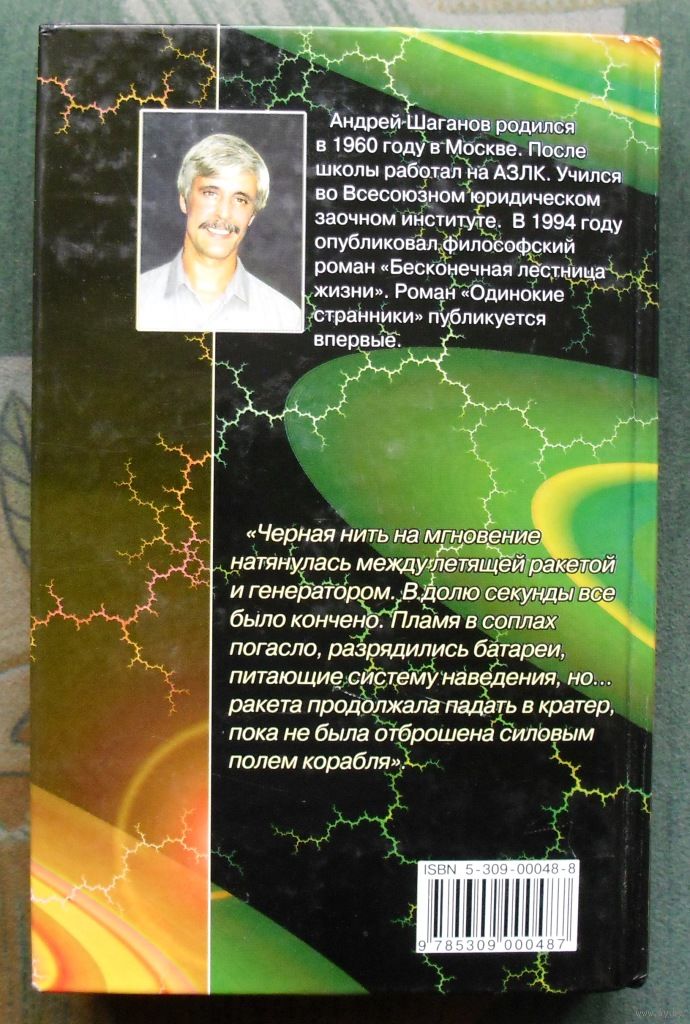 Андрей Шаганов родился
в 1960 году в Москве. После
школы работал на АЗЛК. Учился
во Всесоюзном юридическом
заочном институте. В 1994 году
опубликовал философский
роман «Бесконечная лестница
жизни». Роман «Одинокие
странники» публикуется
впервые.
«Черная нить на мгновение
натянулась между летящей ракетой
и генератором. В долю секунды все
было кончено. Пламя в соплах
погасло, разрядились батареи,
питающие систему наведения, но...
ракета продолжала падать в кратер,
пока не была отброшена силовым
полем корабля».
ISBN 5-309-00048-8
9 785309 000487